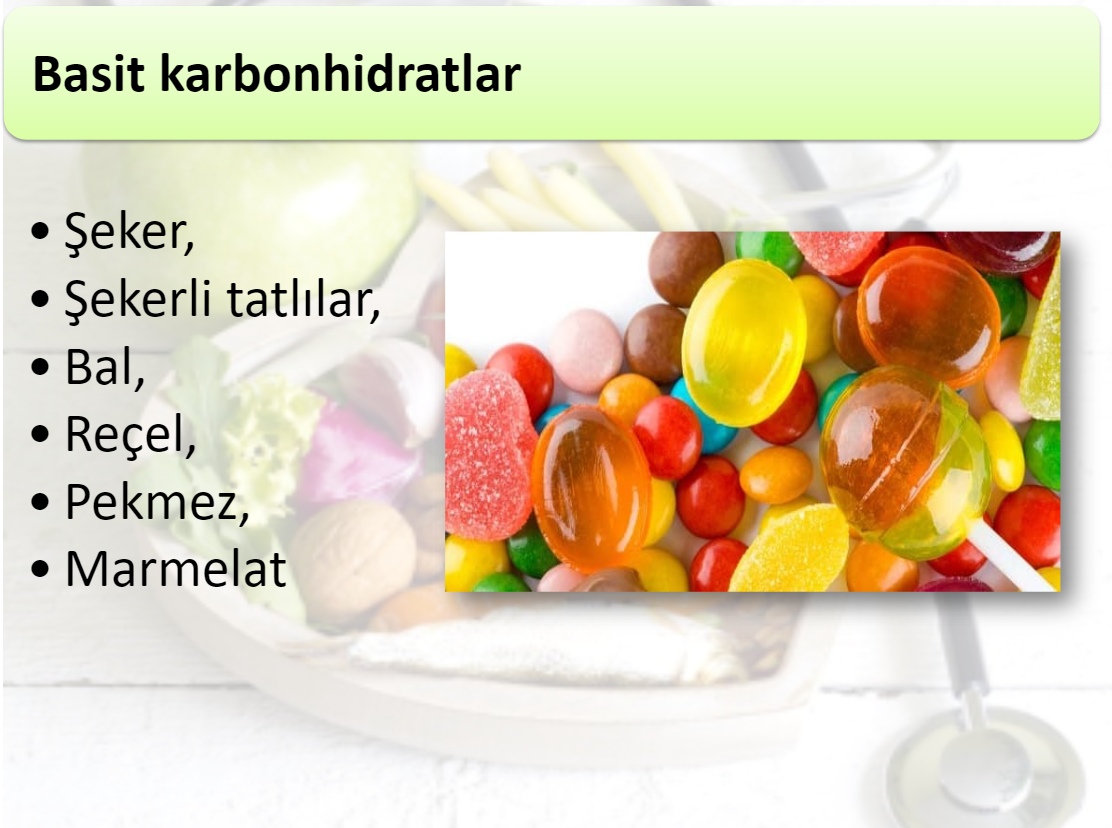 Basit karbonhidratlar
• Şeker,
• Şekerli tatlılar,
• Bal,
• Reçel,
• Pekmez,
• Marmelat